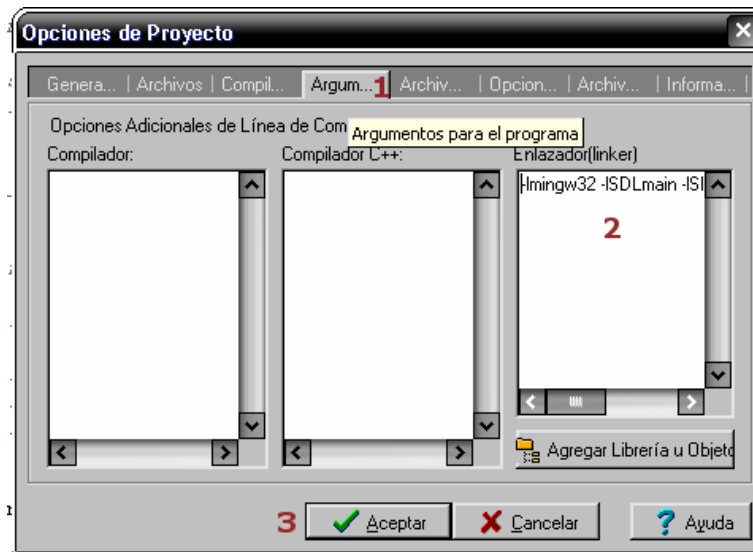 Opciones de Proyecto
Genera... | Archivos | Compil... Argum... 1 Archiv... | Opcion... | Archiv... | Informa... |
Opciones Adicionales de Línea de Com
Argumentos para el programa
Compilador: Compilador C++: Enlazador(linker)
-lmingw32 -lSDLmain -lSI
2
Agregar Librería u Objeto
3 Aceptar Cancelar ? Ayuda